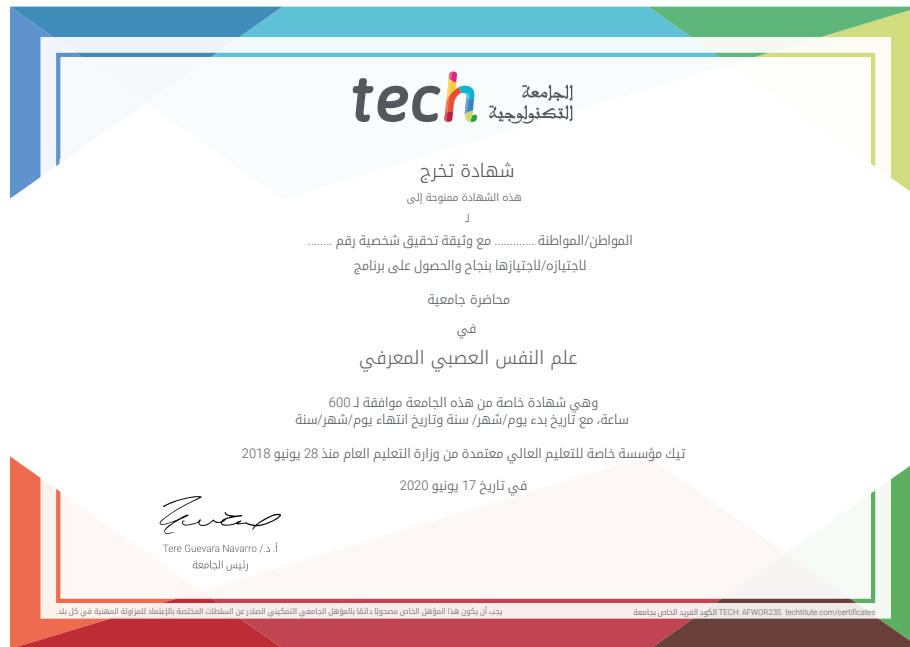 tech الجامعة
التكنولوجية
شهادة تخرج
هذه الشهادة ممنوحة إلى
لـ
المواطن/المواطنة ............ مع وثيقة تحقيق شخصية رقم ........
لاجتيازه/لاجتيازها بنجاح والحصول على برنامج
محاضرة جامعية
في
علم النفس العصبي المعرفي
وهي شهادة خاصة من هذه الجامعة موافقة لـ 600
ساعة، مع تاريخ بدء يوم/شهر/ سنة وتاريخ انتهاء يوم/شهر/سنة
تيك مؤسسة خاصة للتعليم العالي معتمدة من وزارة التعليم العام منذ 28 يونيو 2018
في تاريخ 17 يونيو 2020
أ. د./ Tere Guevara Navarro
رئيس الجامعة
يجب أن يكون هذا المؤهل الخاص مصحوبًا دائمًا بالمؤهل الجامعي التمكيني الصادر عن السلطات المختصة بالإعتماد للمزاولة المهنية في كل بلد.
الكود الفريد الخاص بجامعة TECH: AFWOR23S techtitute.com/certificates